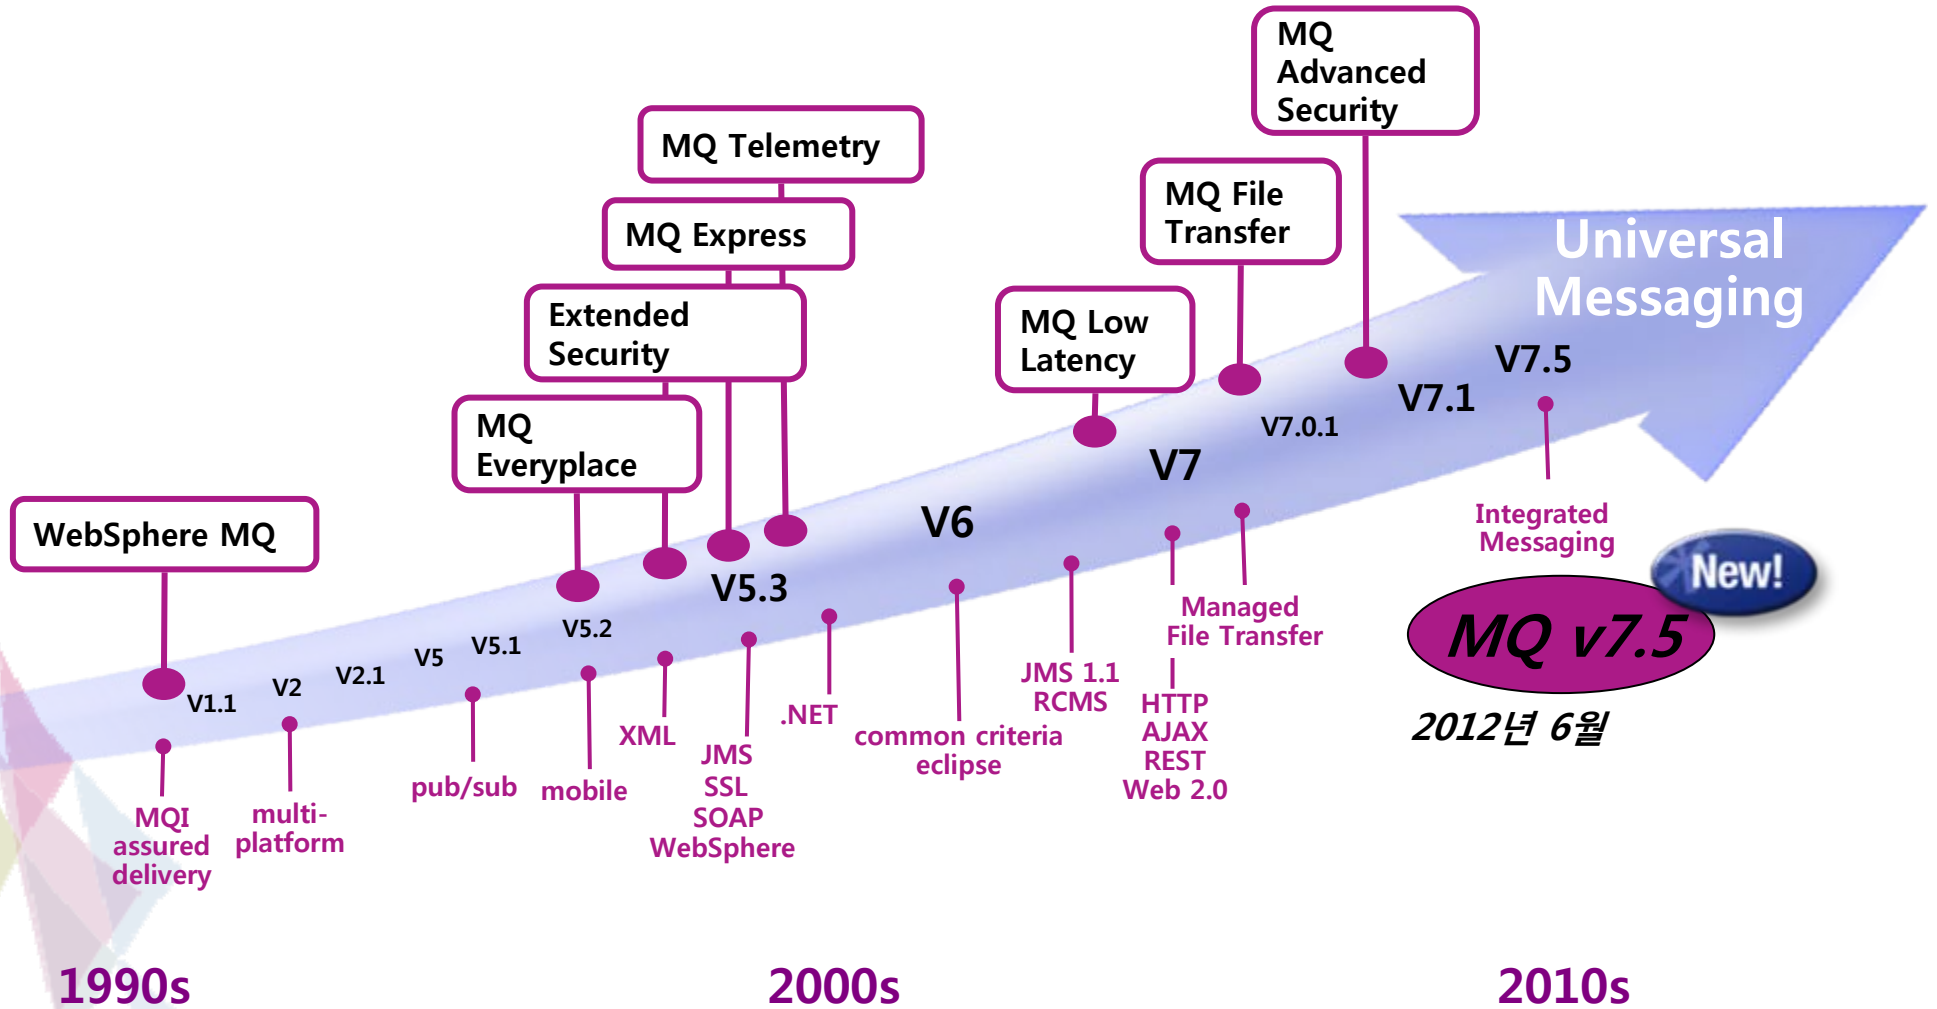 MQ
Advanced
Security
MQ Telemetry
MQ File
Transfer
MQ Express
Universal
Messaging
Extended
Security
MQ Low
Latency
MQ
Everyplace
WebSphere MQ
V1.1
V2
V2.1
V5
V5.1
V5.2
V5.3
V6
V7
V7.0.1
V7.1
V7.5
MQI
assured
delivery
multi-
platform
pub/sub
mobile
XML
JMS
SSL
SOAP
WebSphere
.NET
common criteria
eclipse
JMS 1.1
RCMS
Managed
File Transfer
HTTP
AJAX
REST
Web 2.0
Integrated
Messaging
New!
MQ v7.5
2012년 6월
1990s
2000s
2010s